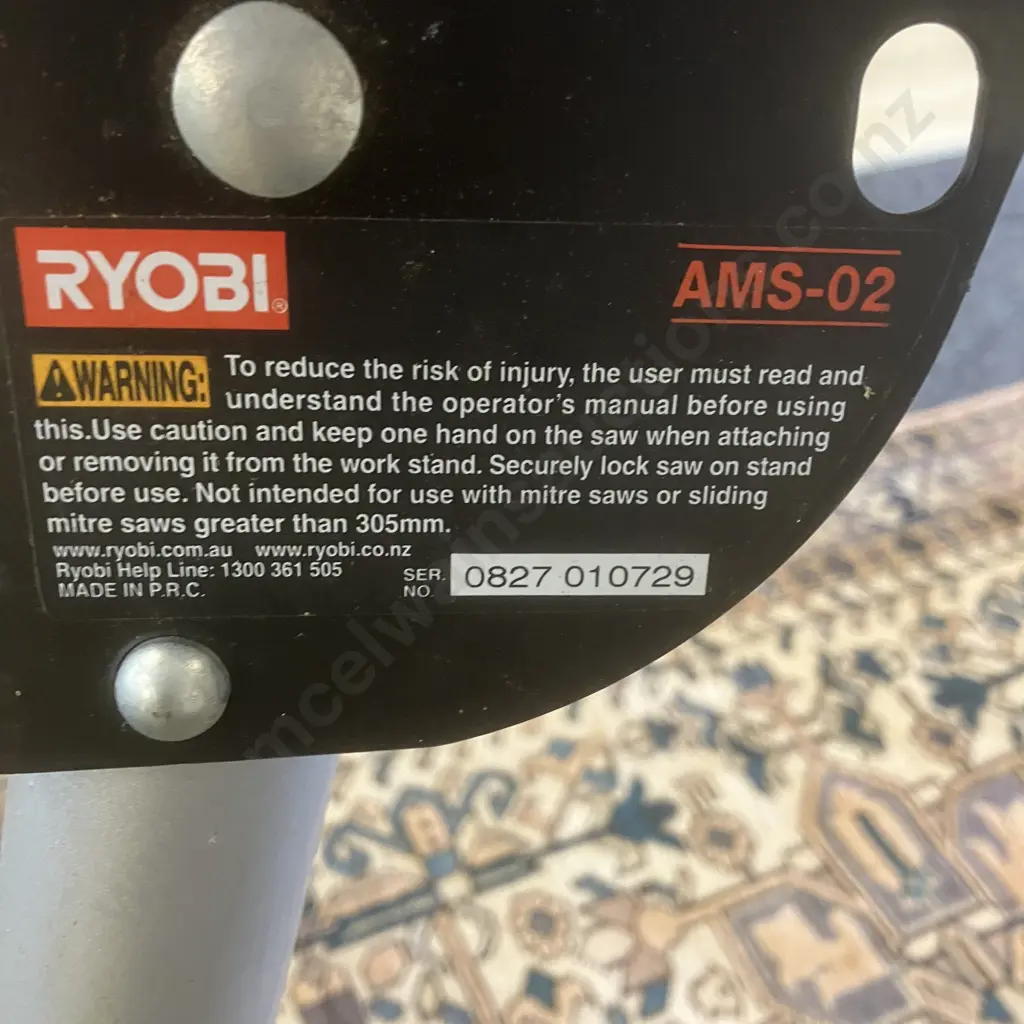 RYOBI®
AMS-02
WARNING: To reduce the risk of injury, the user must read and
understand the operator's manual before using
this.Use caution and keep one hand on the saw when attaching
or removing it from the work stand. Securely lock saw on stand
before use. Not intended for use with mitre saws or sliding
mitre saws greater than 305mm.
www.ryobi.com.au www.ryobi.co.nz
Ryobi Help Line: 1300 361 505
MADE IN P.R.C.
SER.
NO. 0827 010729
mcelwainsauctions.co.nz